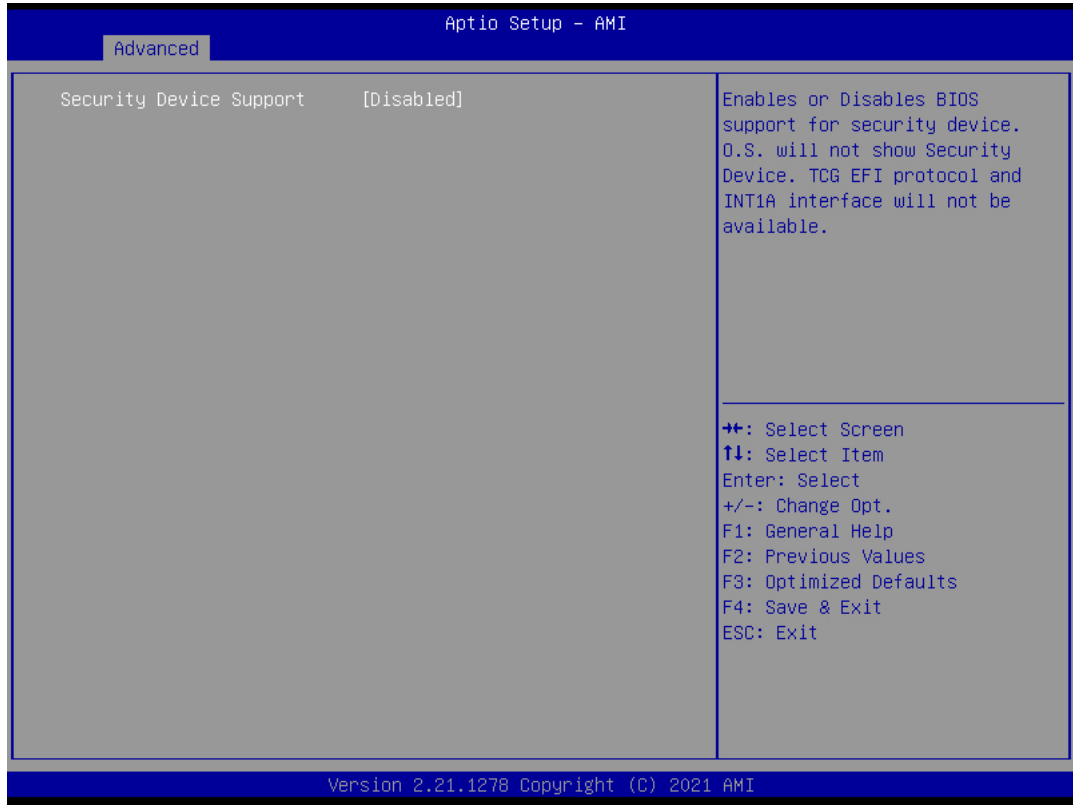 Aptio Setup – AMI
Advanced
Security Device Support [Disabled]
Enables or Disables BIOS
support for security device.
O.S. will not show Security
Device. TCG EFI protocol and
INT1A interface will not be
available.
→←: Select Screen
↑↓: Select Item
Enter: Select
+/-: Change Opt.
F1: General Help
F2: Previous Values
F3: Optimized Defaults
F4: Save & Exit
ESC: Exit
Version 2.21.1278 Copyright (C) 2021 AMI